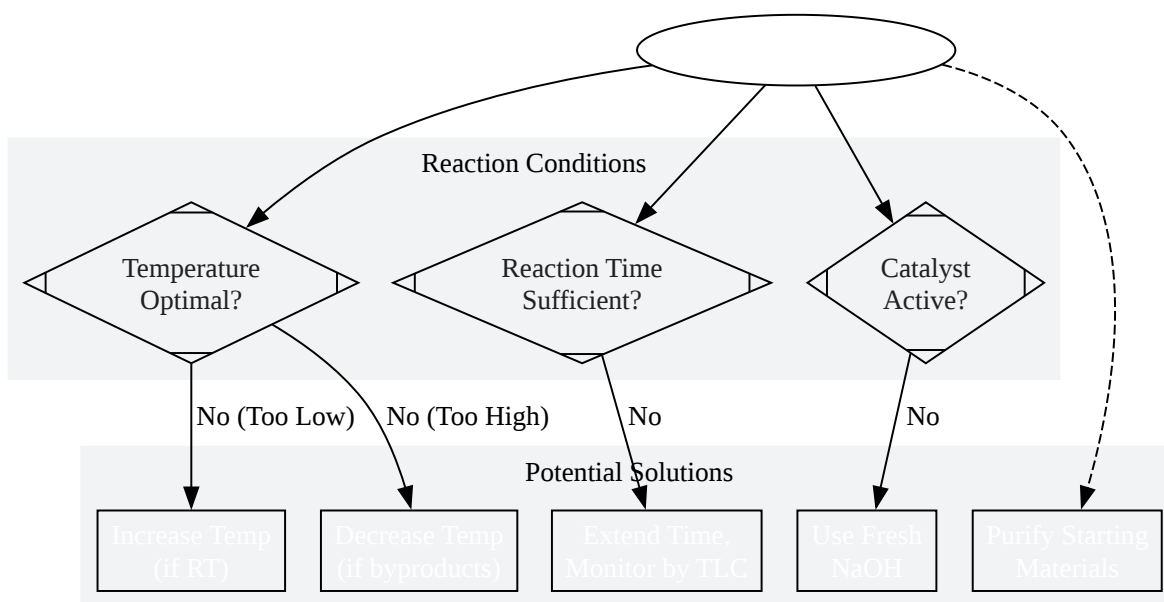 Reaction Conditions
Temperature
Optimal?
Reaction Time
Sufficient?
Catalyst
Active?
No (Too Low)
No (Too High)
No
No
Potential Solutions
Increase Temp
(if RT)
Decrease Temp
(if byproducts)
Extend Time,
Monitor by TLC
Use Fresh
NaOH
Purify Starting
Materials